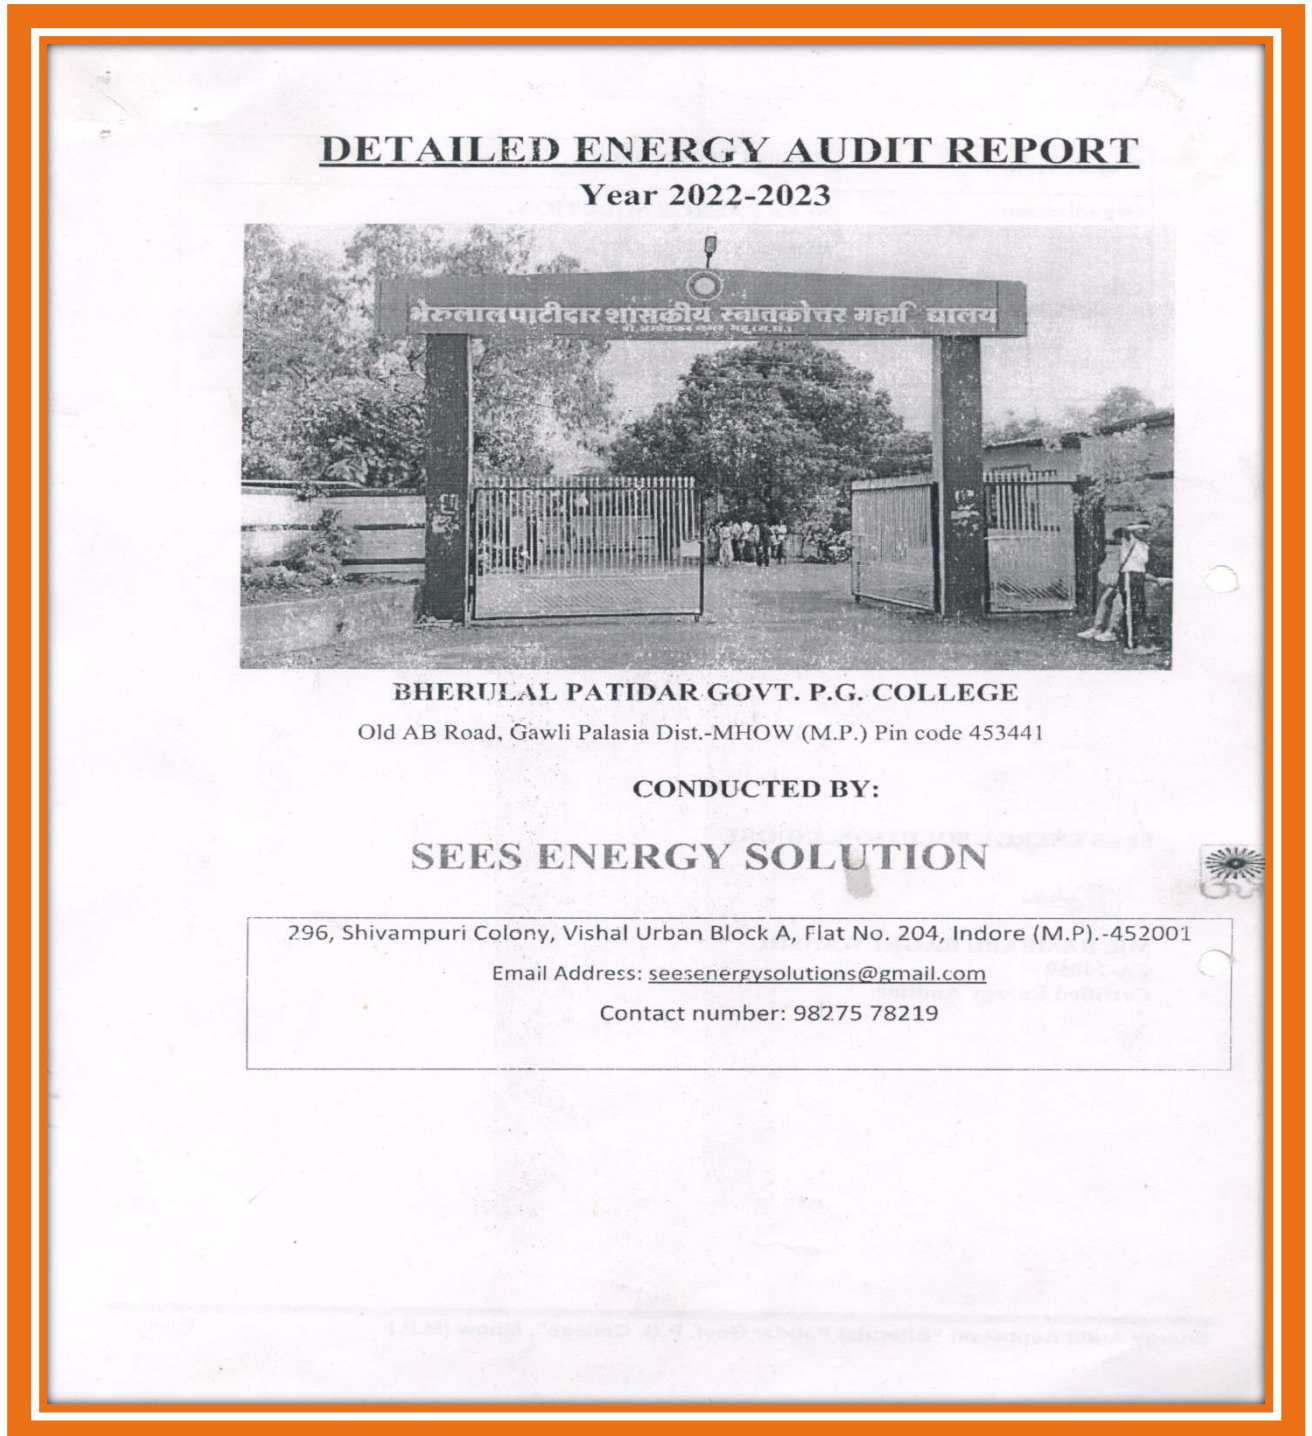 DETAILED ENERGY AUDIT REPORT
Year 2022-2023
भेरुलाल पाटीदार शासकीय स्नातकोत्तर महा द्यालय
BHERULAL PATIDAR GOVT. P.G. COLLEGE
Old AB Road, Gawli Palasia Dist.-MHOW (M.P.) Pin code 453441
CONDUCTED BY:
SEES ENERGY SOLUTION
296, Shivampuri Colony, Vishal Urban Block A, Flat No. 204, Indore (M.P).-452001
Email Address: seesenergysolutions@gmail.com
Contact number: 98275 78219